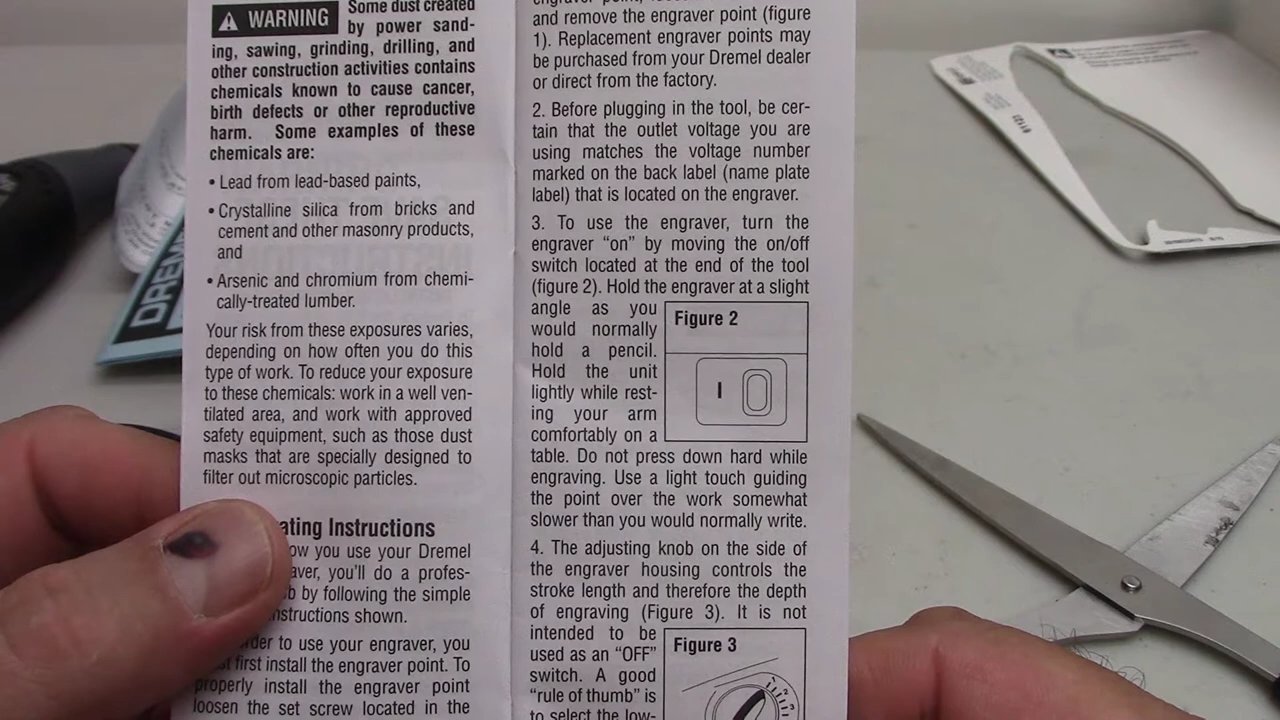 WARNING Some dust created
by power sand-
ing, sawing, grinding, drilling, and
other construction activities contains
chemicals known to cause cancer,
birth defects or other reproductive
harm. Some examples of these
chemicals are:
• Lead from lead-based paints,
• Crystalline silica from bricks and
cement and other masonry products,
and
• Arsenic and chromium from chemi-
cally-treated lumber.
Your risk from these exposures varies,
depending on how often you do this
type of work. To reduce your exposure
to these chemicals: work in a well ven-
tilated area, and work with approved
safety equipment, such as those dust
masks that are specially designed to
filter out microscopic particles.
ating Instructions
ow you use your Dremel
aver, you'll do a profes-
b by following the simple
nstructions shown.
der to use your engraver, you
first install the engraver point. To
properly install the engraver point
loosen the set screw located in the
engraver point,
and remove the engraver point (figure
1). Replacement engraver points may
be purchased from your Dremel dealer
or direct from the factory.
2. Before plugging in the tool, be cer-
tain that the outlet voltage you are
using matches the voltage number
marked on the back label (name plate
label) that is located on the engraver.
3. To use the engraver, turn the
engraver "on" by moving the on/off
switch located at the end of the tool
(figure 2). Hold the engraver at a slight
angle as you
would normally
hold a pencil.
Hold the unit
lightly while rest-
ing your arm
comfortably on a
table. Do not press down hard while
engraving. Use a light touch guiding
the point over the work somewhat
slower than you would normally write.
Figure 2
I
4. The adjusting knob on the side of
the engraver housing controls the
stroke length and therefore the depth
of engraving (Figure 3). It is not
intended to be
used as an "OFF"
switch. A good
"rule of thumb" is
to select the low-
Figure 3
DREM